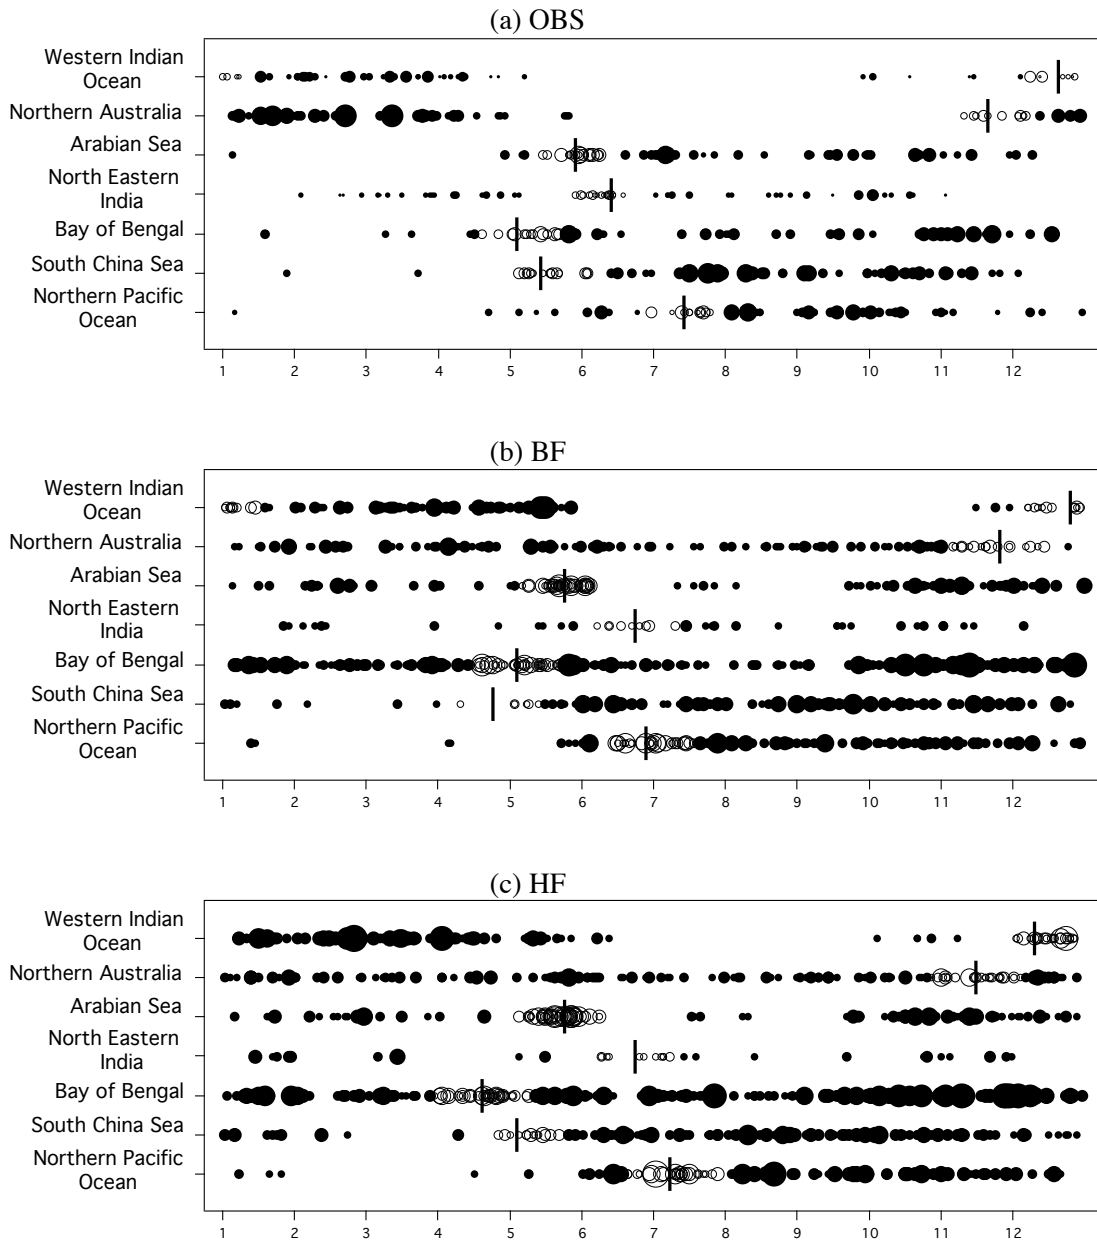 (a) OBS
Western Indian
Ocean
Northern Australia
Arabian Sea
North Eastern
India
Bay of Bengal
South China Sea
Northern Pacific
Ocean
1 2 3 4 5 6 7 8 9 10 11 12
(b) BF
Western Indian
Ocean
Northern Australia
Arabian Sea
North Eastern
India
Bay of Bengal
South China Sea
Northern Pacific
Ocean
1 2 3 4 5 6 7 8 9 10 11 12
(c) HF
Western Indian
Ocean
Northern Australia
Arabian Sea
North Eastern
India
Bay of Bengal
South China Sea
Northern Pacific
Ocean
1 2 3 4 5 6 7 8 9 10 11 12